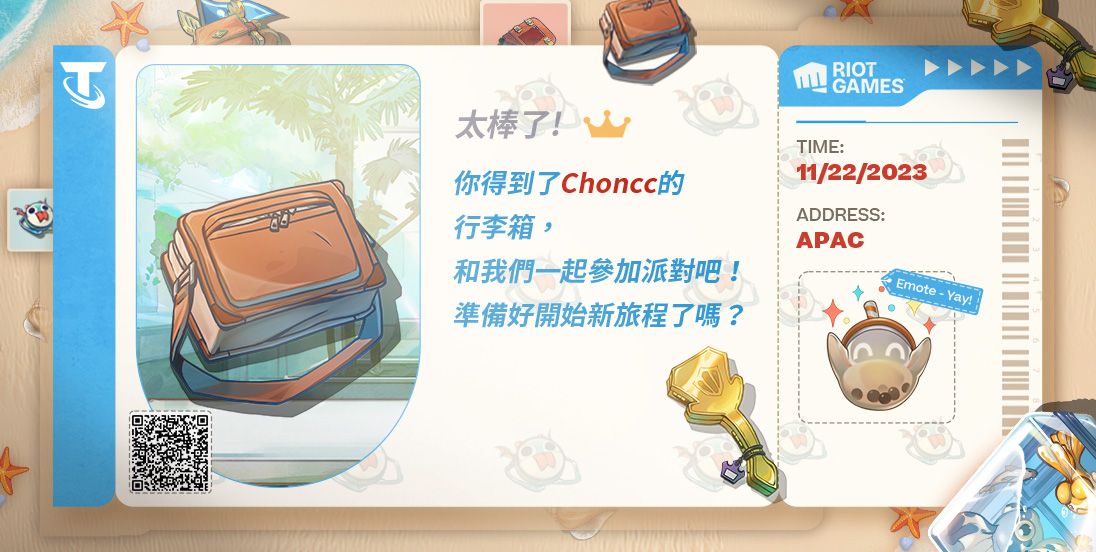 太棒了！
你得到了Choncc的
行李箱，
和我們一起參加派對吧！
準備好開始新旅程了嗎？
RIOT
GAMES
TIME:
11/22/2023
ADDRESS:
APAC
Emote - Yay!